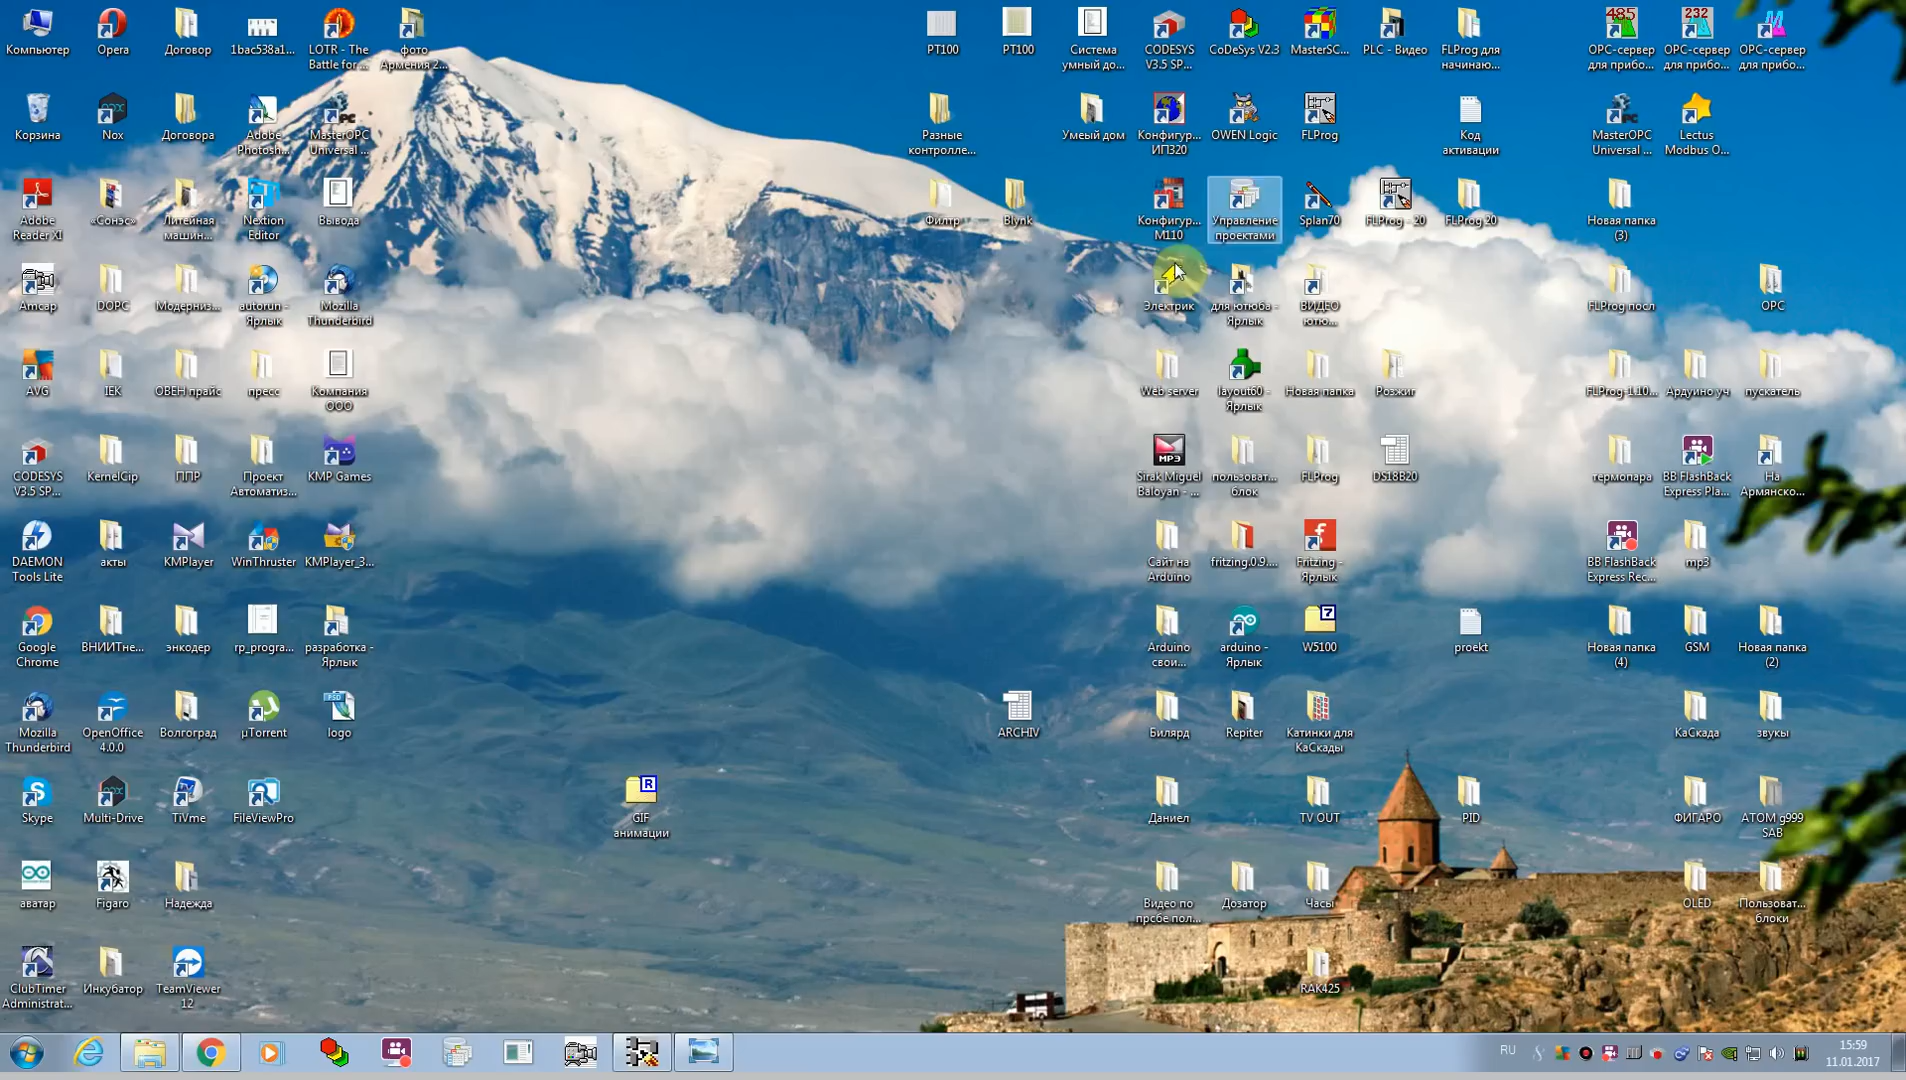 Компьютер
Opera
Договор
1bac538a1...
LOTR - The
Battle for ...
фото
Армения 2...
PT100
PT100
Система
умный до...
CODESYS
V3.5 SP...
CoDeSys V2.3
MasterSC...
PLC - Видео
FLProg для
начинаю...
485
OPC-сервер
для прибо...
232
OPC-сервер
для прибо...
OPC-сервер
для прибо...
Корзина
Nox
Договора
Adobe
Photosh...
MasterOPC
Universal ...
Разные
контролле...
Умеый дом
Конфигур...
ИП320
OWEN Logic
FLProg
Код
активации
MasterOPC
Universal ...
Lectus
Modbus O...
Adobe
Reader XI
«Сонэс»
Литейная
машин...
Nextion
Editor
Вывода
Филтр
Blynk
Конфигур...
M110
Управление
проектами
Splan70
FLProg - 20
FLProg 20
Новая папка
(3)
Amcap
DOPC
Модерниз...
autorun -
Ярлык
Mozilla
Thunderbird
Электрик
для ютюба -
Ярлык
ВИДЕО
ютю...
FLProg посл
OPC
AVG
IEK
ОВЕН прайс
пресс
Компания
ООО
Web server
layout60 -
Ярлык
Новая папка
Розжиг
FLProg-1.10...
Ардуино уч
пускатель
CODESYS
V3.5 SP...
KernelCip
ППР
Проект
Автоматиз...
KMP Games
MP3
Sirak Miguel
Baloyan - ...
пользоват...
блок
FLProg
DS18B20
термопара
BB FlashBack
Express Pla...
На
Армянско...
DAEMON
Tools Lite
акты
KMPlayer
WinThruster
KMPlayer_3...
Сайт на
Arduino
fritzing.0.9....
Fritzing -
Ярлык
BB FlashBack
Express Rec...
mp3
Google
Chrome
ВНИИТне...
энкодер
rp_progra...
разработка -
Ярлык
Arduino
свои...
arduino -
Ярлык
W5100
proekt
Новая папка
(4)
GSM
Новая папка
(2)
Mozilla
Thunderbird
OpenOffice
4.0.0
Волгоград
µTorrent
PSD
logo
ARCHIV
Билярд
Repiter
Катинки для
КаСкады
КаСкада
звукы
Skype
Multi-Drive
TiVme
FileViewPro
GIF
анимации
Даниел
TV OUT
PID
ФИГАРО
ATOM g999
SAB
аватар
Figaro
Надежда
Видео по
прсбе пол...
Дозатор
Часы
OLED
Пользоват...
блоки
ClubTimer
Administrat...
Инкубатор
TeamViewer
12
RAK425
RU
15:59
11.01.2017